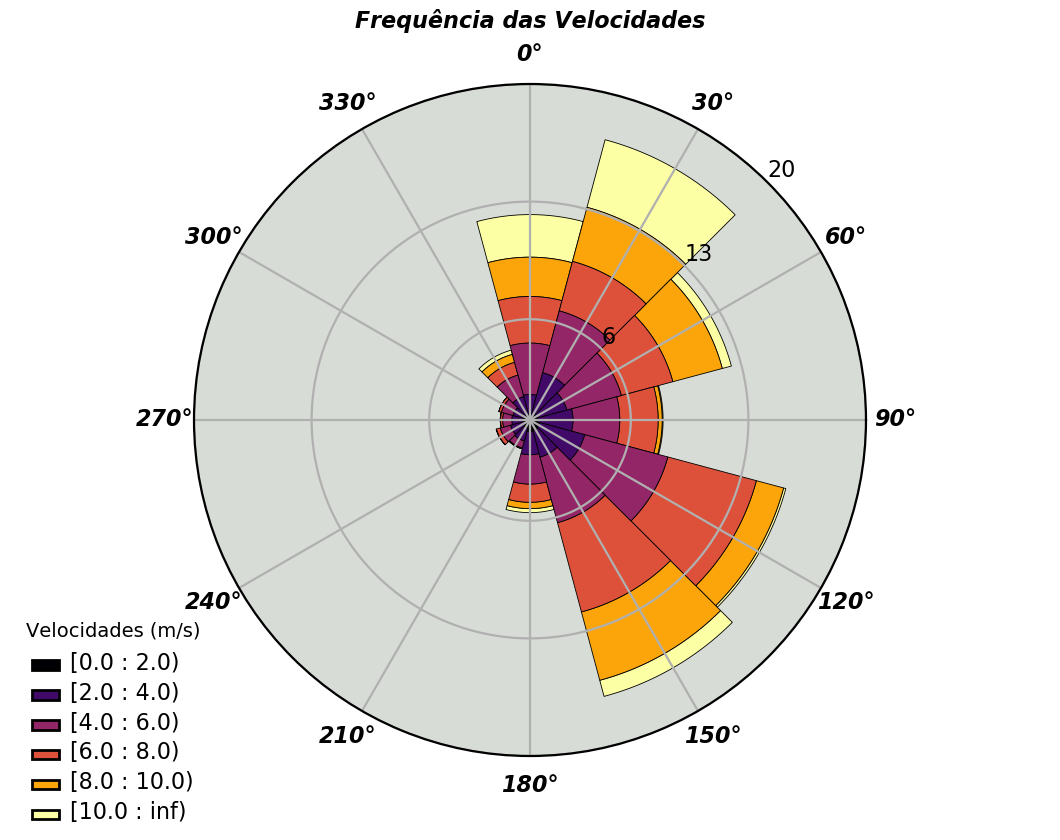 Frequência das Velocidades
0°
330°
30°
20
300°
60°
13
6
270°
90°
240°
120°
210°
150°
180°
Velocidades (m/s)
[0.0 : 2.0)
[2.0 : 4.0)
[4.0 : 6.0)
[6.0 : 8.0)
[8.0 : 10.0)
[10.0 : inf)